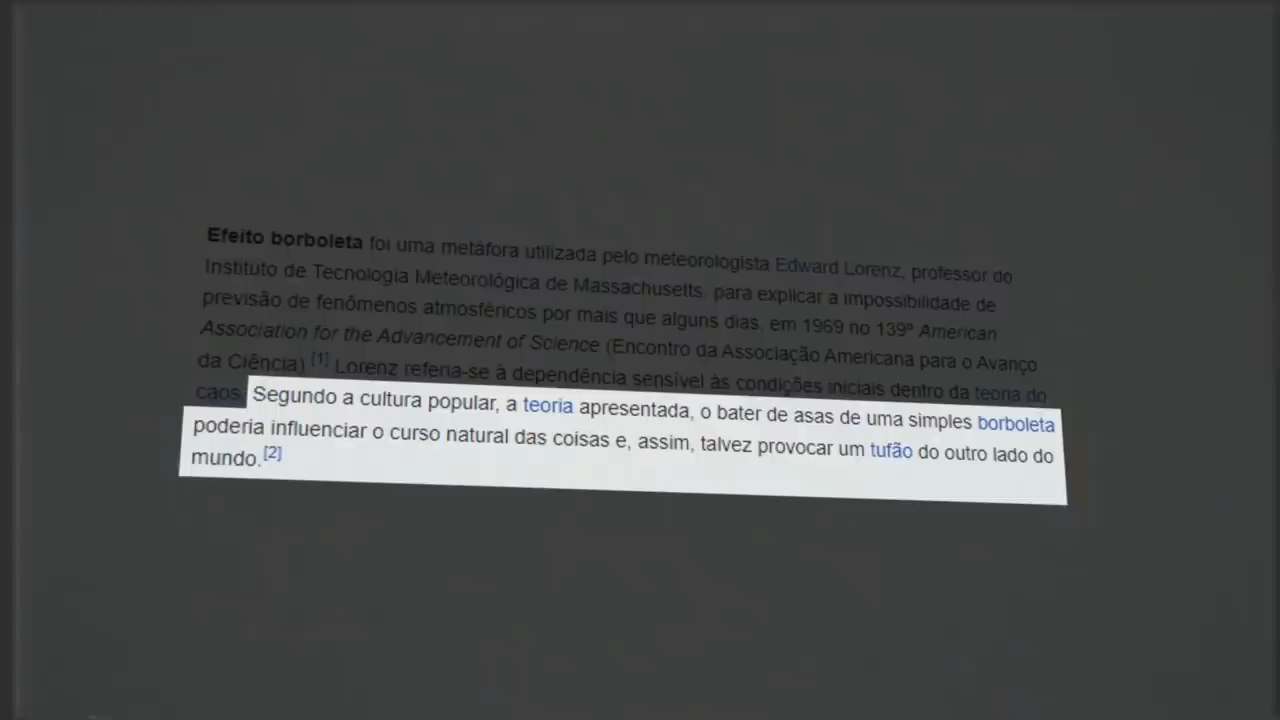 Efeito borboleta foi uma metáfora utilizada pelo meteorologista Edward Lorenz, professor do
Instituto de Tecnologia Meteorológica de Massachusetts, para explicar a impossibilidade de
previsão de fenômenos atmosféricos por mais que alguns dias, em 1969 no 139º American
Association for the Advancement of Science (Encontro da Associação Americana para o Avanço
da Ciência) [1] Lorenz referia-se à dependência sensível às condições iniciais dentro da teoria do
caos. Segundo a cultura popular, a teoria apresentada, o bater de asas de uma simples borboleta
poderia influenciar o curso natural das coisas e, assim, talvez provocar um tufão do outro lado do
mundo.[2]